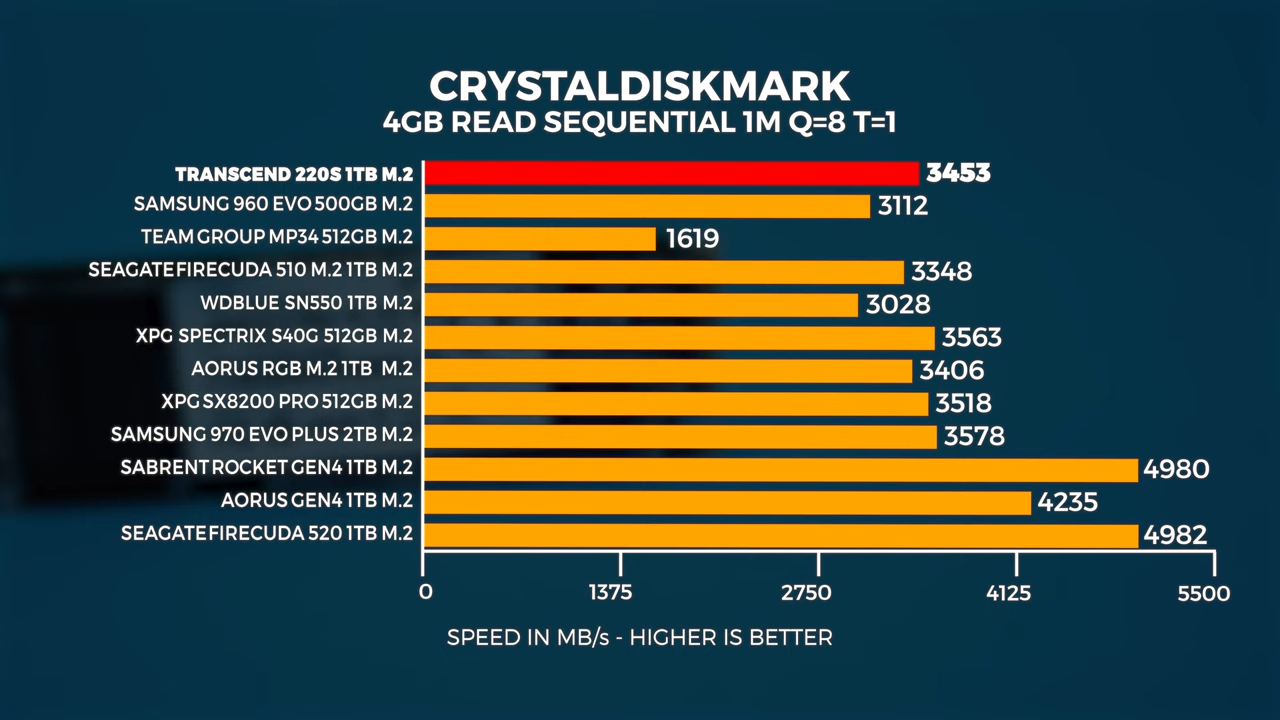 CRYSTALDISKMARK
4GB READ SEQUENTIAL 1M Q=8 T=1
TRANSCEND 220S 1TB M.2 3453
SAMSUNG 960 EVO 500GB M.2 3112
TEAM GROUP MP34 512GB M.2 1619
SEAGATE FIRECUDA 510 M.2 1TB M.2 3348
WDBLUE SN550 1TB M.2 3028
XPG SPECTRIX S40G 512GB M.2 3563
AORUS RGB M.2 1TB M.2 3406
XPG SX8200 PRO 512GB M.2 3518
SAMSUNG 970 EVO PLUS 2TB M.2 3578
SABRENT ROCKET GEN4 1TB M.2 4980
AORUS GEN4 1TB M.2 4235
SEAGATE FIRECUDA 520 1TB M.2 4982
0 1375 2750 4125 5500
SPEED IN MB/s - HIGHER IS BETTER